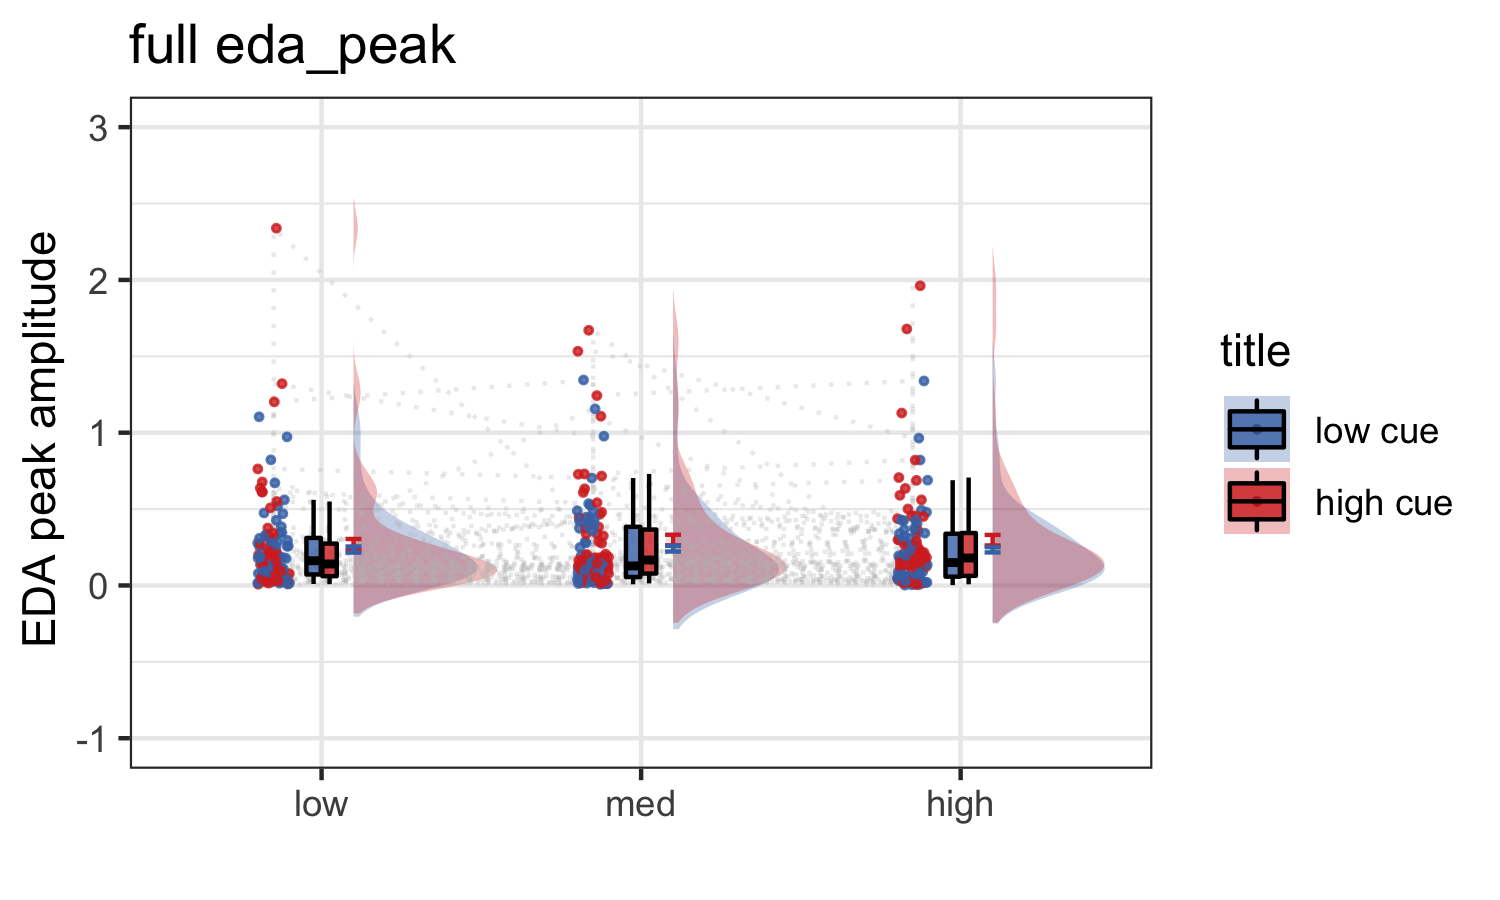 full eda_peak
EDA peak amplitude
3
2
1
0
-1
low
med
high
title
low cue
high cue